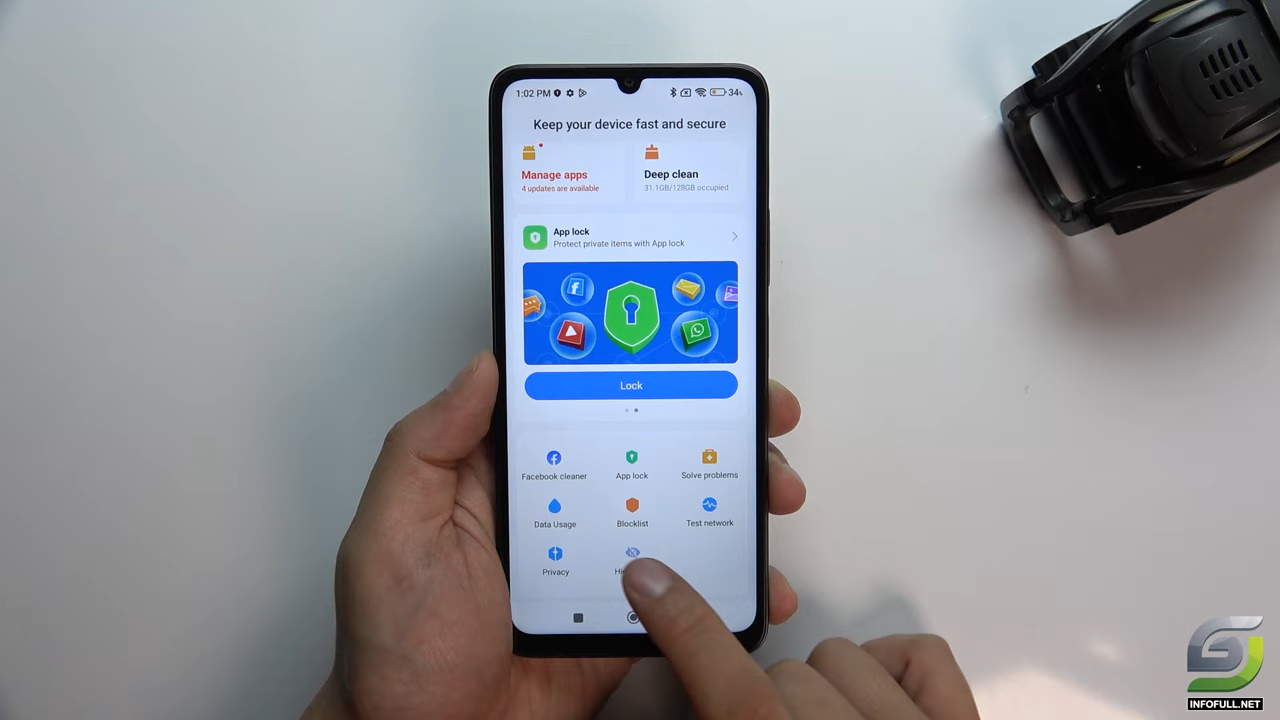 1:02 PM
34%
Keep your device fast and secure
Manage apps
4 updates are available
Deep clean
31.1GB/128GB occupied
App lock
Protect private items with App lock
Lock
Facebook cleaner
App lock
Solve problems
Data Usage
Blocklist
Test network
Privacy
INFOFULL.NET